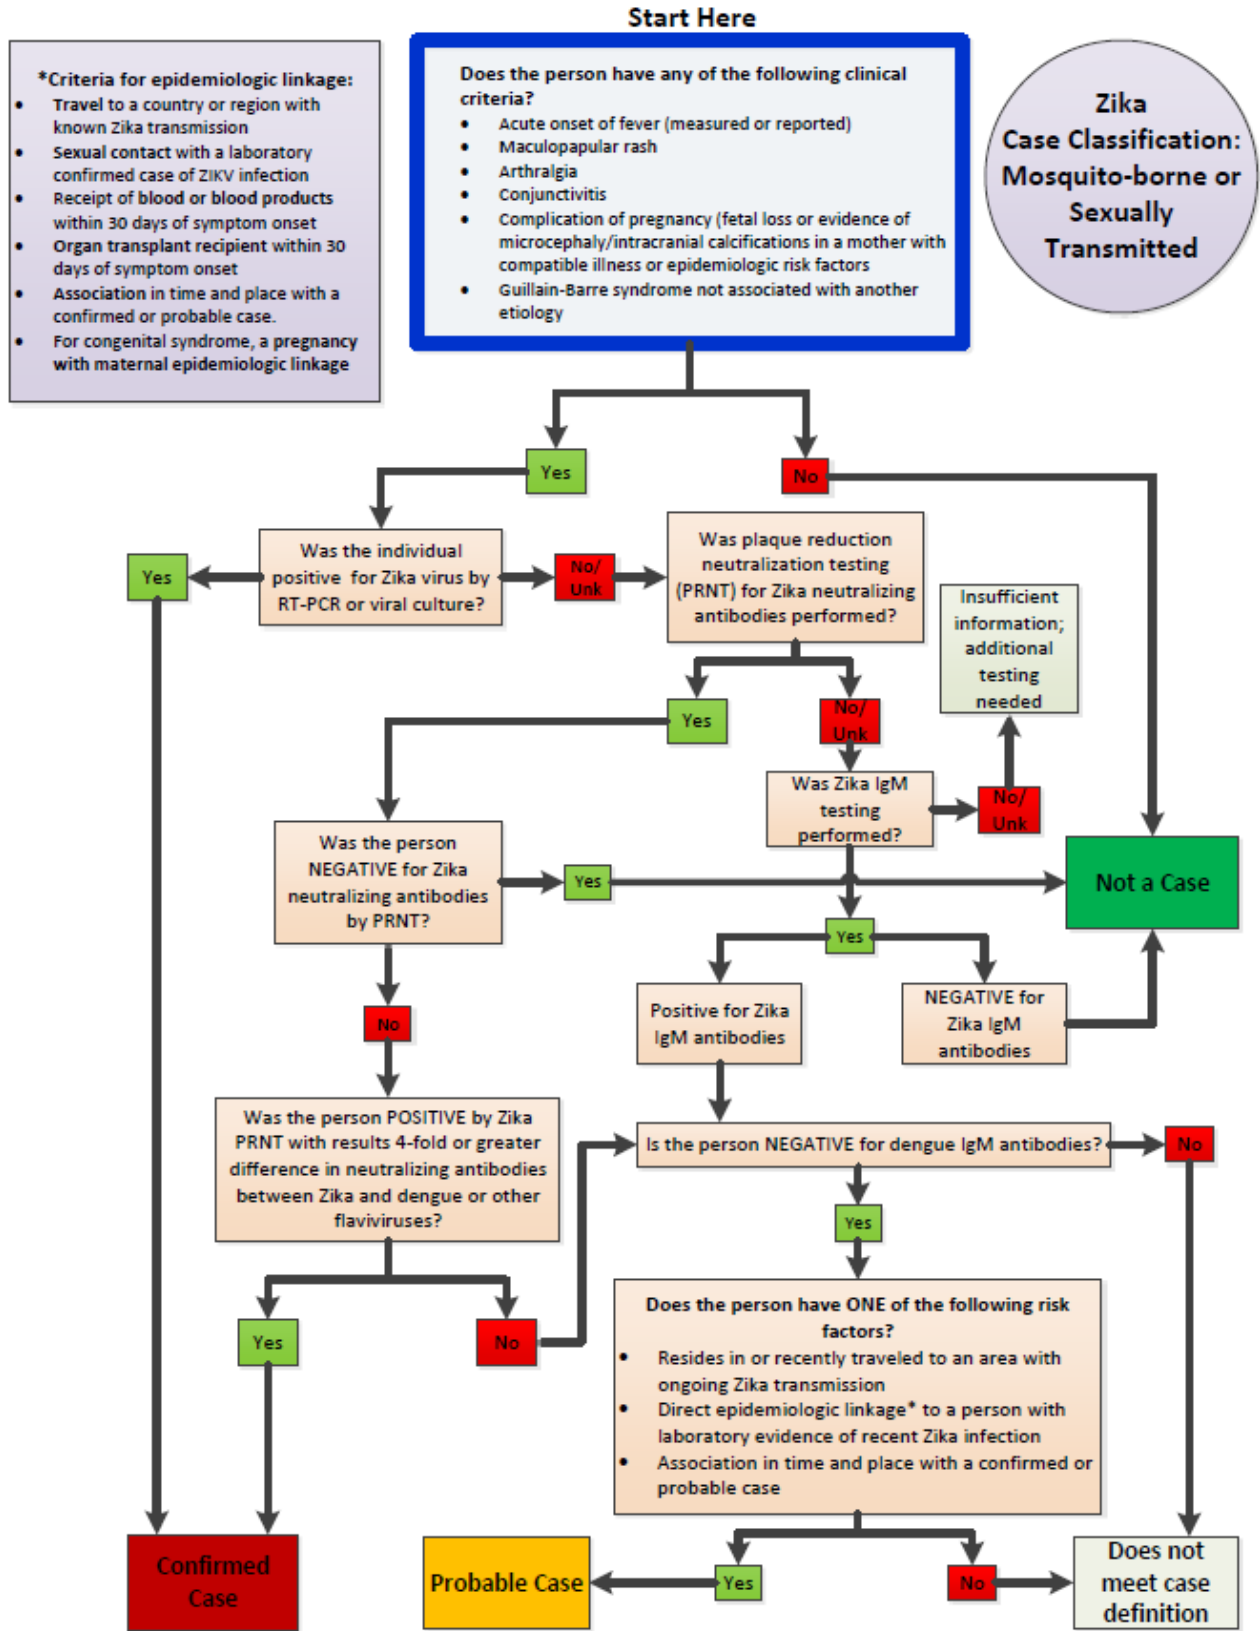 Start Here
*Criteria for epidemiologic linkage:
• Travel to a country or region with
known Zika transmission
• Sexual contact with a laboratory
confirmed case of ZIKV infection
• Receipt of blood or blood products
within 30 days of symptom onset
• Organ transplant recipient within 30
days of symptom onset
• Association in time and place with a
confirmed or probable case.
• For congenital syndrome, a pregnancy
with maternal epidemiologic linkage
Does the person have any of the following clinical
criteria?
• Acute onset of fever (measured or reported)
• Maculopapular rash
• Arthralgia
• Conjunctivitis
• Complication of pregnancy (fetal loss or evidence of
microcephaly/intracranial calcifications in a mother with
compatible illness or epidemiologic risk factors
• Guillain-Barre syndrome not associated with another
etiology
Zika
Case Classification:
Mosquito-borne or
Sexually
Transmitted
Yes
No
Was the individual
positive for Zika virus by
RT-PCR or viral culture?
Yes
No/
Unk
Was plaque reduction
neutralization testing
(PRNT) for Zika neutralizing
antibodies performed?
Insufficient
information;
additional
testing
needed
Yes
No/
Unk
Was Zika IgM
testing
performed?
No/
Unk
Was the person
NEGATIVE for Zika
neutralizing antibodies
by PRNT?
Yes
Not a Case
Yes
Positive for Zika
IgM antibodies
NEGATIVE for
Zika IgM
antibodies
No
Was the person POSITIVE by Zika
PRNT with results 4-fold or greater
difference in neutralizing antibodies
between Zika and dengue or other
flaviviruses?
Is the person NEGATIVE for dengue IgM antibodies?
No
Yes
Yes
No
Does the person have ONE of the following risk
factors?
• Resides in or recently traveled to an area with
ongoing Zika transmission
• Direct epidemiologic linkage* to a person with
laboratory evidence of recent Zika infection
• Association in time and place with a confirmed or
probable case
Confirmed
Case
Probable Case
Yes
No
Does not
meet case
definition